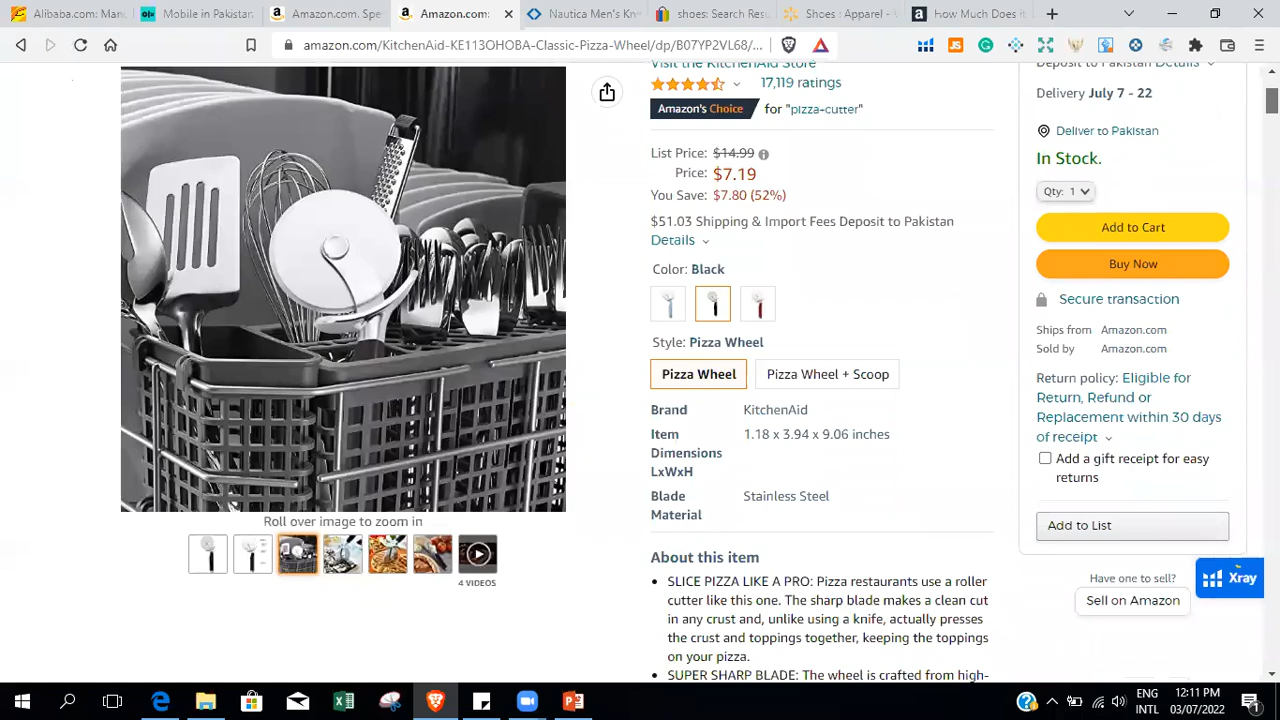 Alibaba.com: Man
Mobile in Pakistan
Amazon.com. Spe
Amazon.com:
Nautica Men's Kn
shoes: Search Resu
Shoes Apparel -
How Much Does it
amazon.com/KitchenAid-KE113OHOBA-Classic-Pizza-Wheel/dp/B07YP2VL68/...
Visit the KitchenAid Store
17,119 ratings
Amazon's Choice for "pizza-cutter"
List Price: $14.99
Price: $7.19
You Save: $7.80 (52%)
$51.03 Shipping & Import Fees Deposit to Pakistan
Details
Color: Black
Style: Pizza Wheel
Pizza Wheel
Pizza Wheel + Scoop
Brand KitchenAid
Item Dimensions LxWxH 1.18 x 3.94 x 9.06 inches
Blade Material Stainless Steel
About this item
SLICE PIZZA LIKE A PRO: Pizza restaurants use a roller
cutter like this one. The sharp blade makes a clean cut
in any crust and, unlike using a knife, actually presses
the crust and toppings together, keeping the toppings
on your pizza.
SUPER SHARP BLADE: The wheel is crafted from high-
Roll over image to zoom in
4 VIDEOS
Deposit to Pakistan Details
Delivery July 7 - 22
Deliver to Pakistan
In Stock.
Qty: 1
Add to Cart
Buy Now
Secure transaction
Ships from Amazon.com
Sold by Amazon.com
Return policy: Eligible for
Return, Refund or
Replacement within 30 days
of receipt
Add a gift receipt for easy
returns
Add to List
Have one to sell?
Sell on Amazon
Xray
ENG
INTL
12:11 PM
03/07/2022